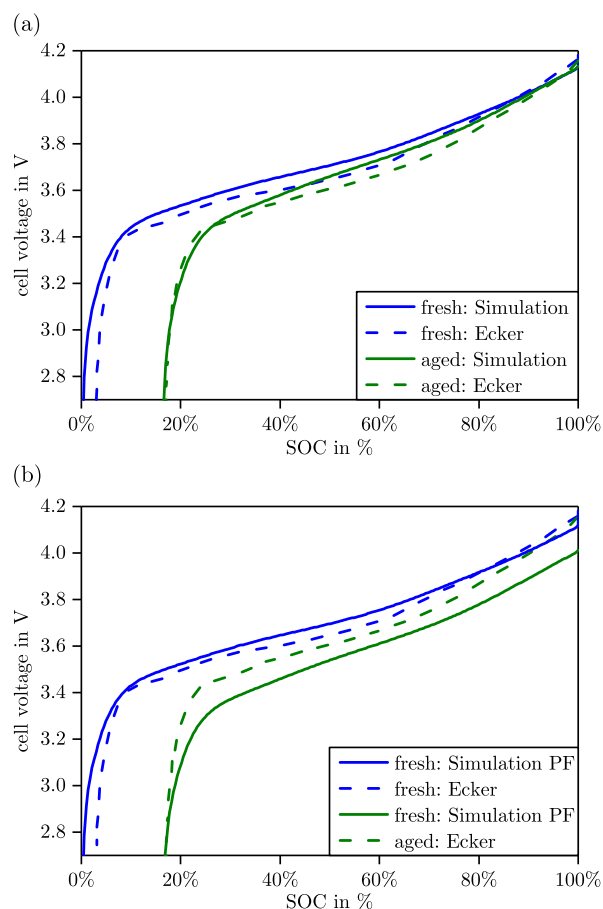 (a)
4.2
4.0
3.8
3.6
3.4
3.2
3.0
2.8
cell voltage in V
fresh: Simulation
fresh: Ecker
aged: Simulation
aged: Ecker
0% 20% 40% 60% 80% 100%
SOC in %
(b)
4.2
4.0
3.8
3.6
3.4
3.2
3.0
2.8
cell voltage in V
fresh: Simulation PF
fresh: Ecker
fresh: Simulation PF
aged: Ecker
0% 20% 40% 60% 80% 100%
SOC in %